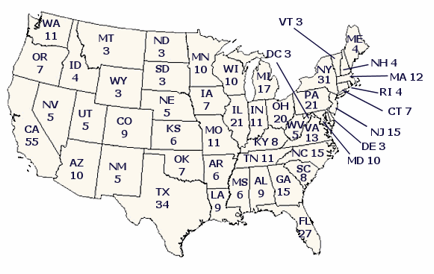 WA
11
OR
7
CA
55
NV
5
ID
4
MT
3
WY
3
UT
5
AZ
10
CO
9
NM
5
ND
3
SD
3
NE
5
KS
6
OK
7
TX
34
MN
10
IA
7
MO
11
AR
6
LA
9
WI
10
IL
21
MI
17
IN
11
OH
20
KY 8
TN 11
MS
6
AL
9
GA
15
FL
27
SC
8
NC 15
VA
13
WV
5
PA
21
NY
31
VT 3
ME
4
NH 4
MA 12
RI 4
CT 7
NJ 15
DE 3
MD 10
DC 3